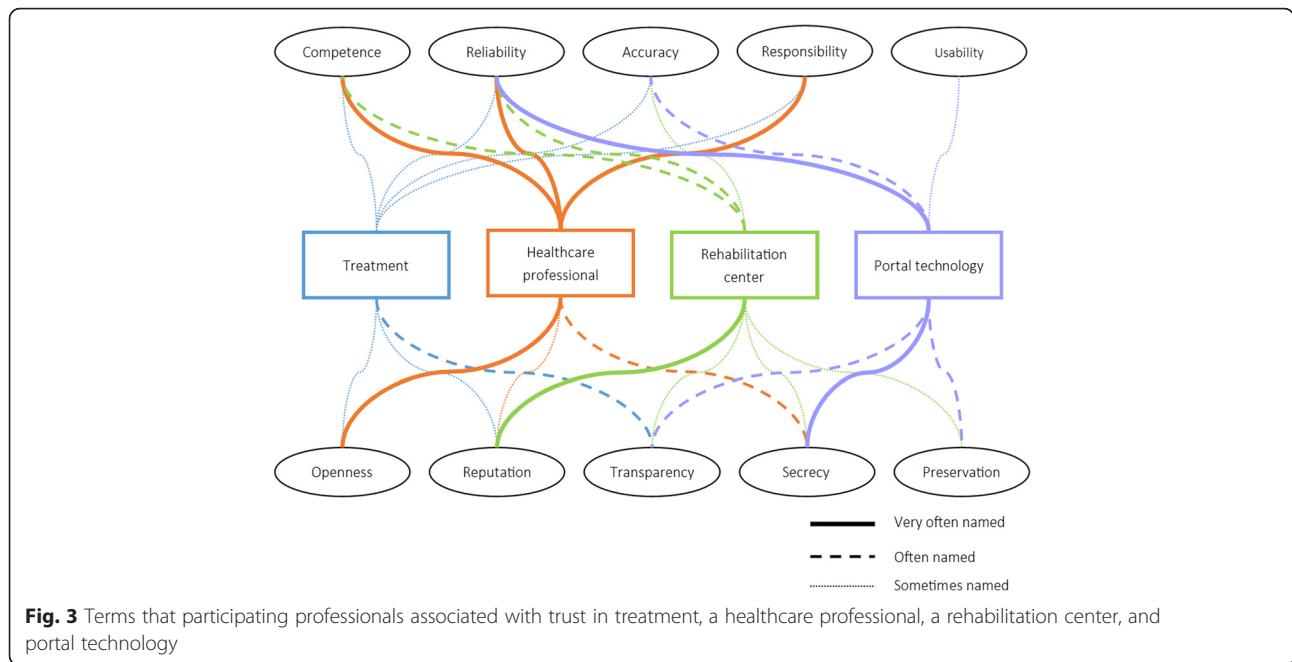 Competence
Reliability
Accuracy
Responsibility
Usability
Treatment
Healthcare
professional
Rehabilitation
center
Portal technology
Openness
Reputation
Transparency
Secrecy
Preservation
Very often named
Often named
Sometimes named
Fig. 3 Terms that participating professionals associated with trust in treatment, a healthcare professional, a rehabilitation center, and
portal technology